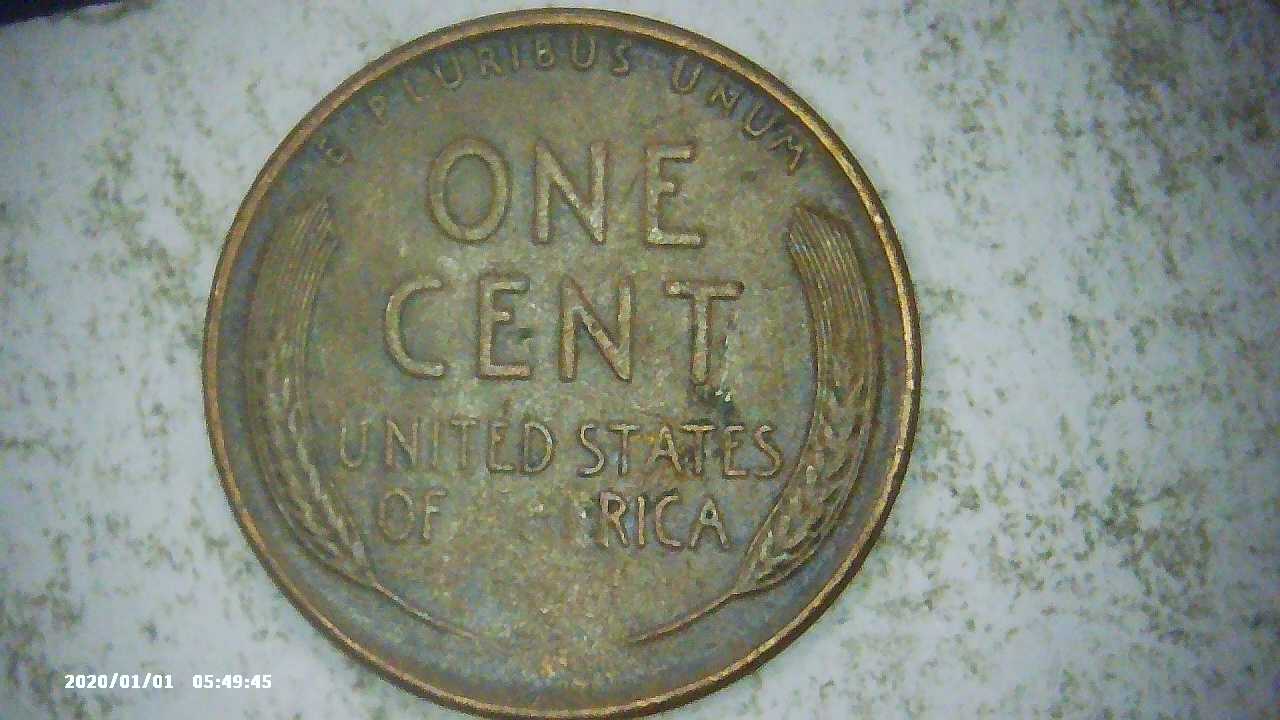 E · PLURIBUS · UNUM
ONE
CENT
UNITED STATES
OF   RICA
2020/01/01 05:49:45